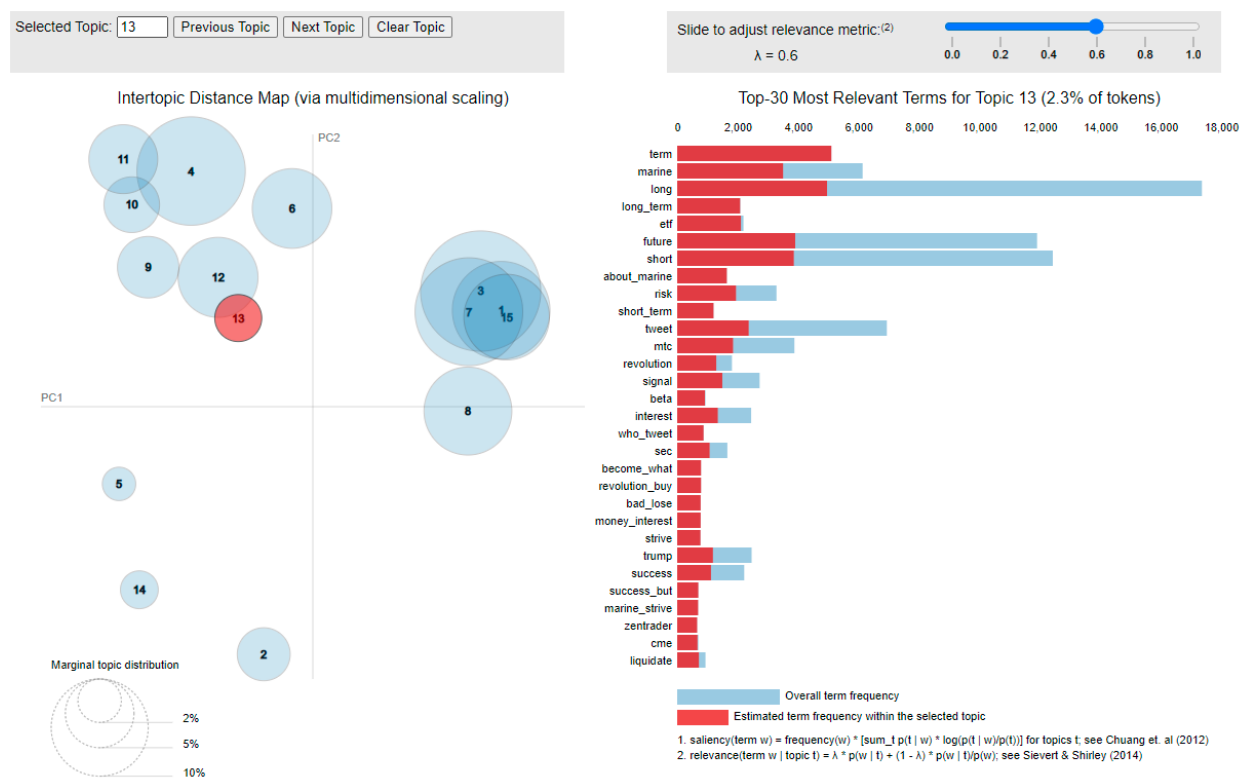 Selected Topic: 13 Previous Topic Next Topic Clear Topic
Slide to adjust relevance metric:(2)
λ = 0.6
0.0 0.2 0.4 0.6 0.8 1.0
Intertopic Distance Map (via multidimensional scaling)
PC2
PC1
11
4
10
6
9
12
13
3
7
1
15
8
5
14
2
Marginal topic distribution
2%
5%
10%
Top-30 Most Relevant Terms for Topic 13 (2.3% of tokens)
0 2,000 4,000 6,000 8,000 10,000 12,000 14,000 16,000 18,000
term
marine
long
long_term
etf
future
short
about_marine
risk
short_term
tweet
mtc
revolution
signal
beta
interest
who_tweet
sec
become_what
revolution_buy
bad_lose
money_interest
strive
trump
success
success_but
marine_strive
zentrader
cme
liquidate
Overall term frequency
Estimated term frequency within the selected topic
1. saliency(term w) = frequency(w) * [sum_t p(t | w) * log(p(t | w)/p(t))] for topics t; see Chuang et. al (2012)
2. relevance(term w | topic t) = λ * p(w | t) + (1 - λ) * p(w | t)/p(w); see Sievert & Shirley (2014)